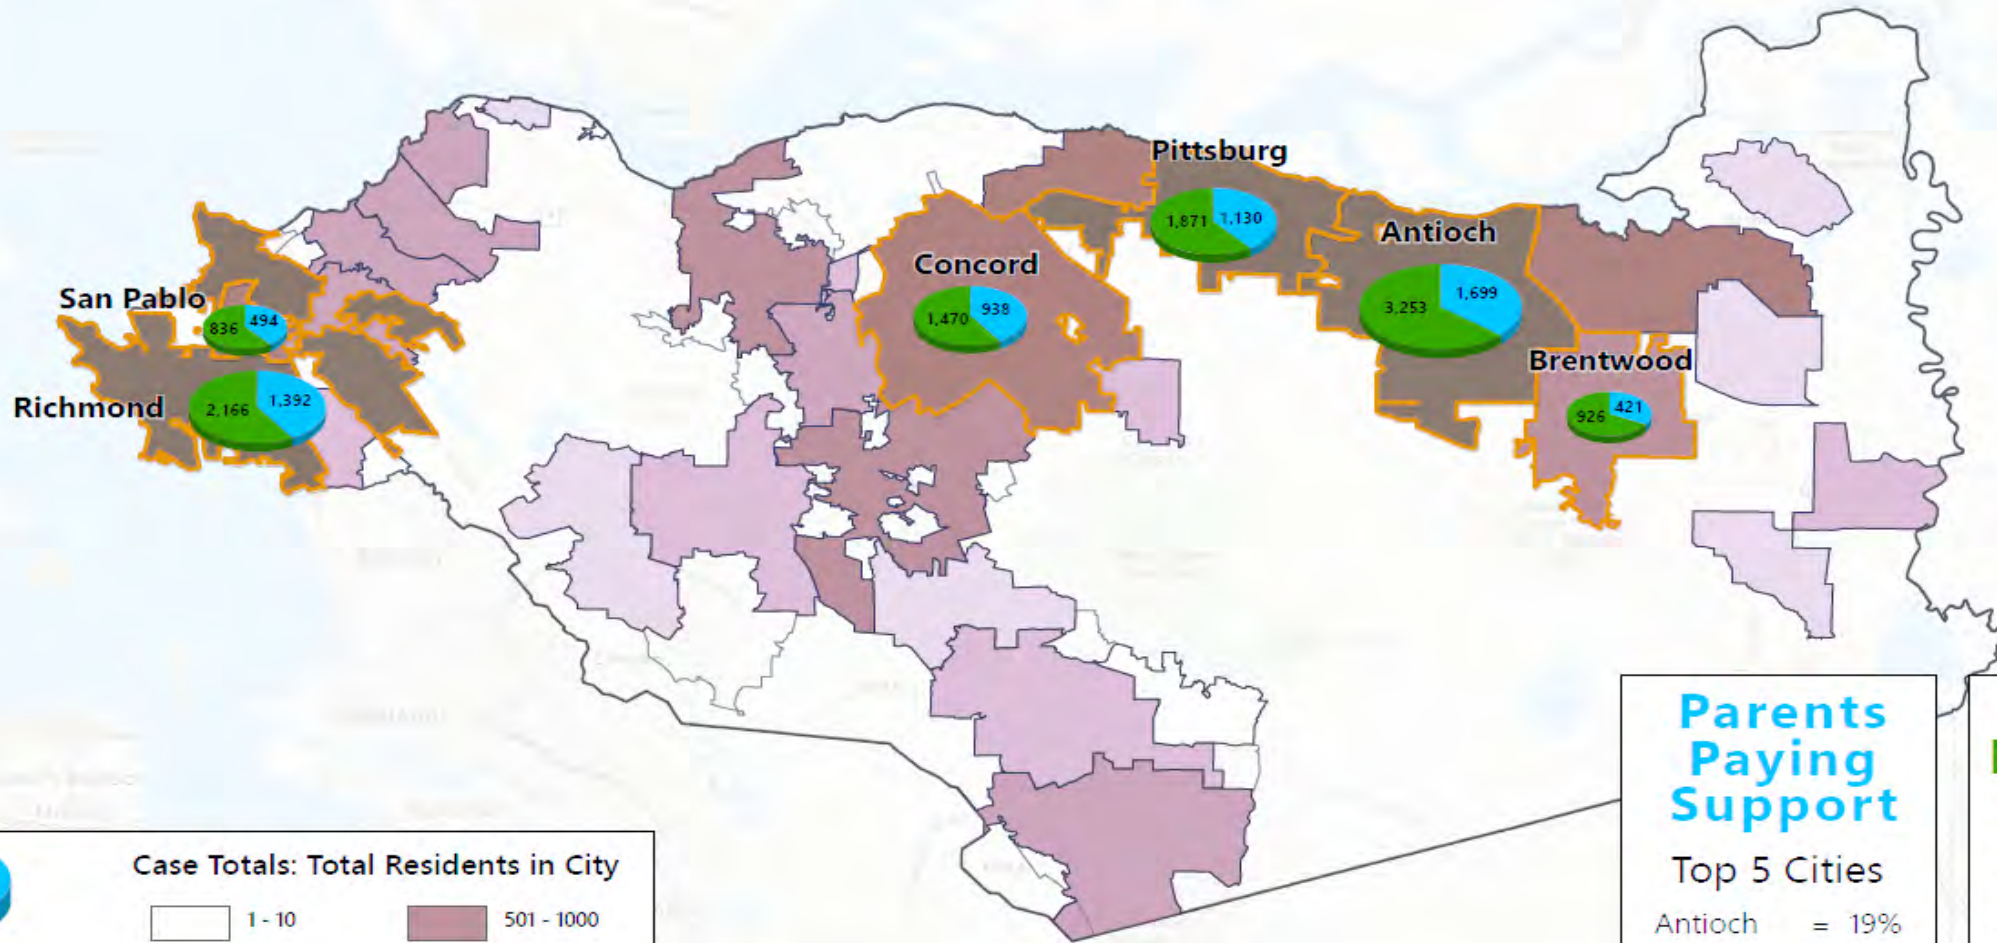 Pittsburg
1,871 1,130
Antioch
3,253 1,699
Concord
1,470 938
San Pablo
836 494
Brentwood
926 421
Richmond
2,166 1,392
Parents
Paying
Support
Top 5 Cities
Antioch = 19%
Case Totals: Total Residents in City
1 - 10
501 - 1000